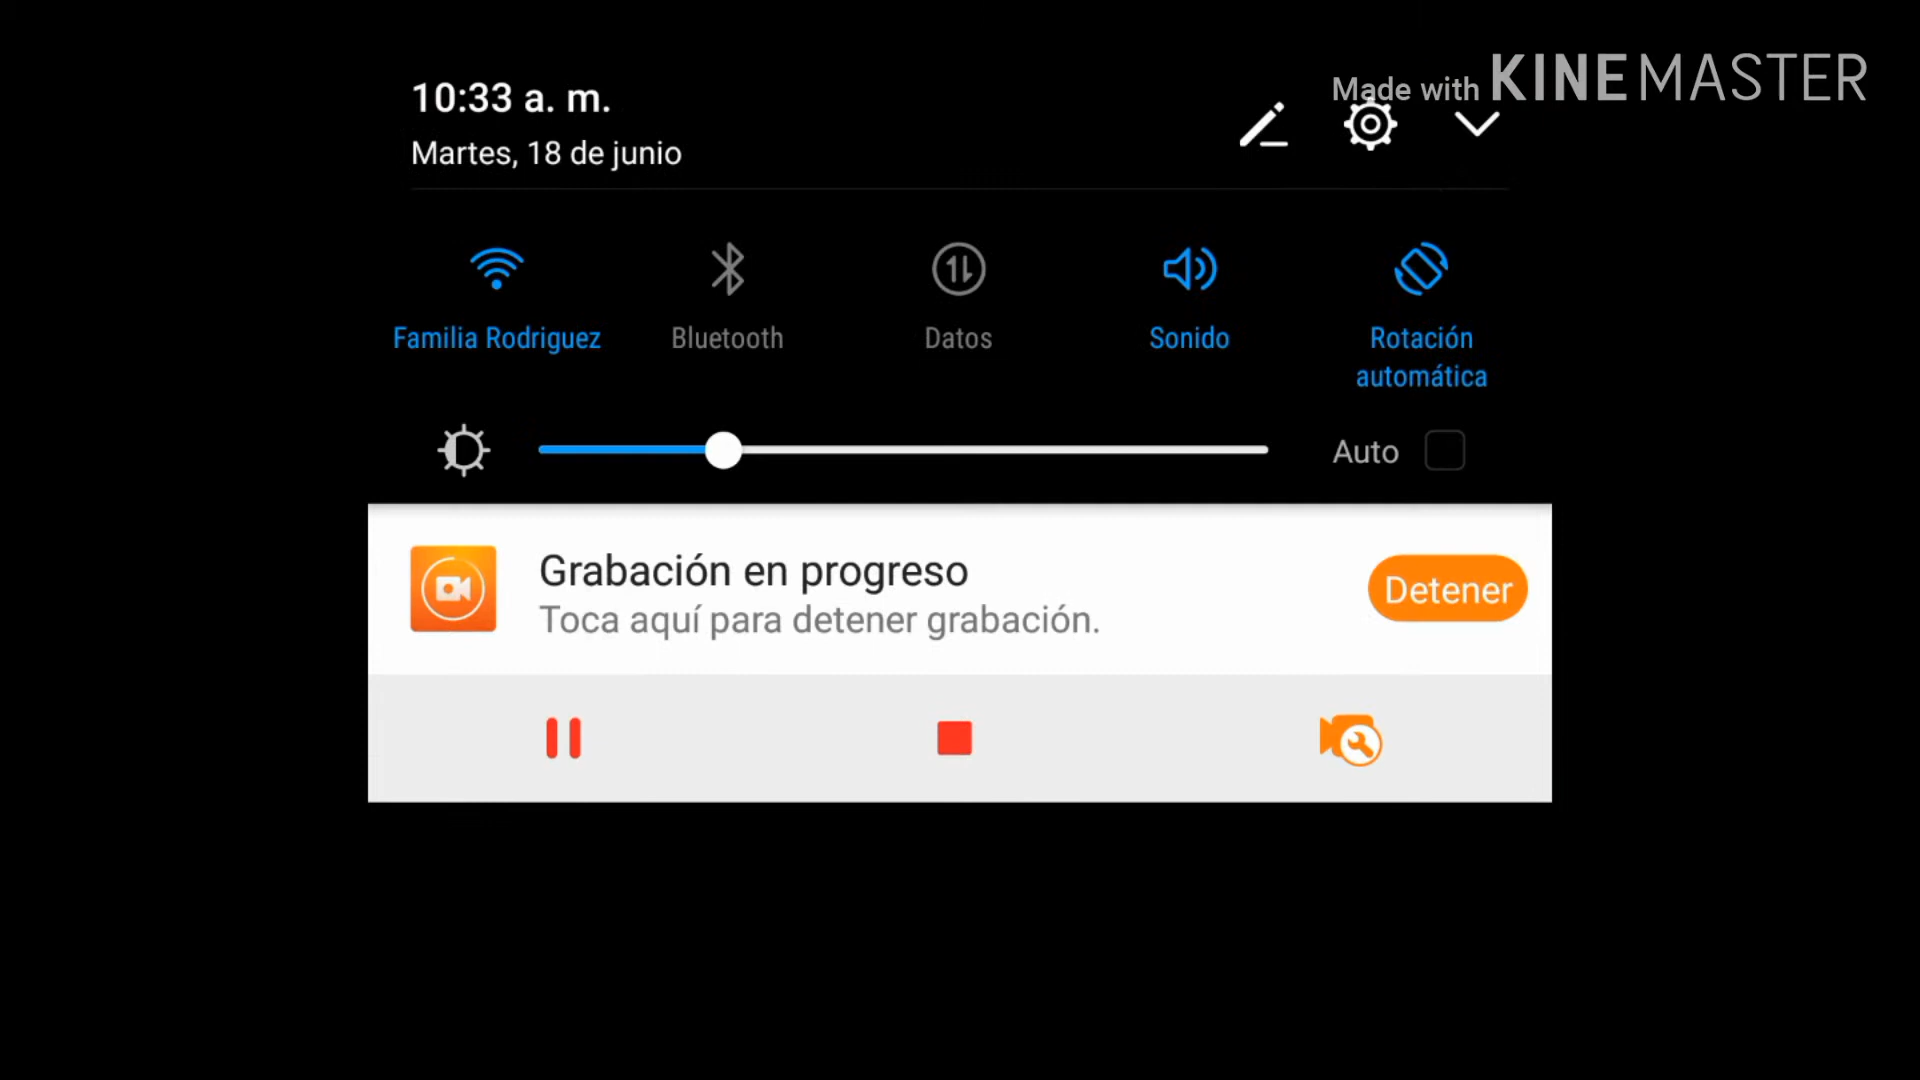 Made with KINEMASTER
10:33 a. m.
Martes, 18 de junio
Familia Rodriguez
Bluetooth
Datos
Sonido
Rotación
automática
Auto
Grabación en progreso
Toca aquí para detener grabación.
Detener